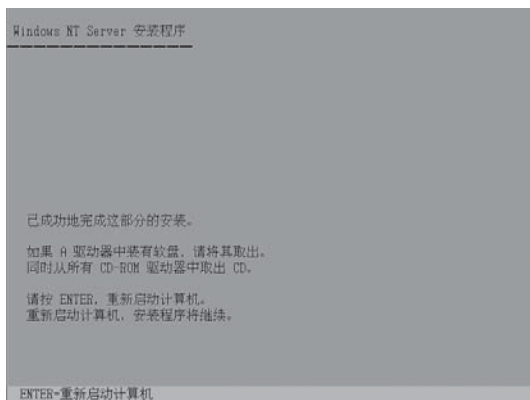 Windows NT Server 安装程序
已成功地完成这部分的安装。
如果 A 驱动器中装有软盘，请将其取出。
同时从所有 CD-ROM 驱动器中取出 CD。
请按 ENTER，重新启动计算机。
重新启动计算机，安装程序将继续。
ENTER=重新启动计算机